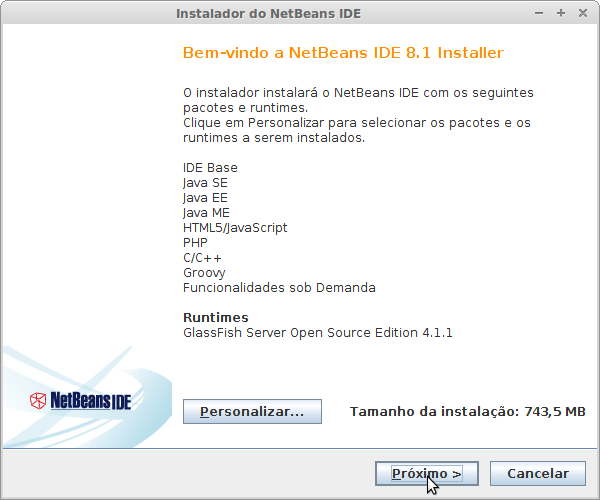 Instalador do NetBeans IDE
Bem-vindo a NetBeans IDE 8.1 Installer
O instalador instalará o NetBeans IDE com os seguintes
pacotes e runtimes.
Clique em Personalizar para selecionar os pacotes e os
runtimes a serem instalados.
IDE Base
Java SE
Java EE
Java ME
HTML5/JavaScript
PHP
C/C++
Groovy
Funcionalidades sob Demanda
Runtimes
GlassFish Server Open Source Edition 4.1.1
NetBeans IDE
Personalizar...
Tamanho da instalação: 743,5 MB
Próximo >
Cancelar